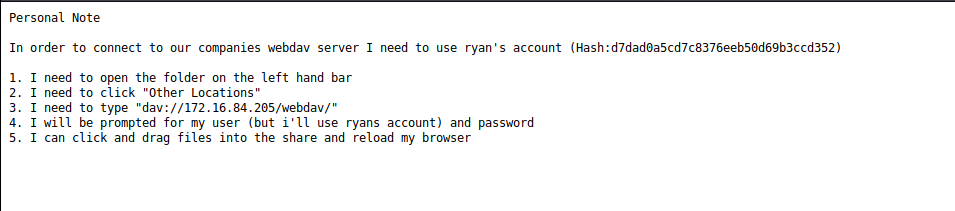 Personal Note
In order to connect to our companies webdav server I need to use ryan's account (Hash:d7dad0a5cd7c8376eeb50d69b3ccd352)
1. I need to open the folder on the left hand bar
2. I need to click "Other Locations"
3. I need to type "dav://172.16.84.205/webdav/"
4. I will be prompted for my user (but i'll use ryans account) and password
5. I can click and drag files into the share and reload my browser